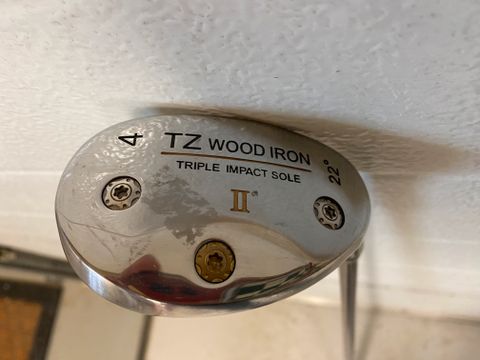 4
TZ WOOD IRON
22°
TRIPLE IMPACT SOLE
II